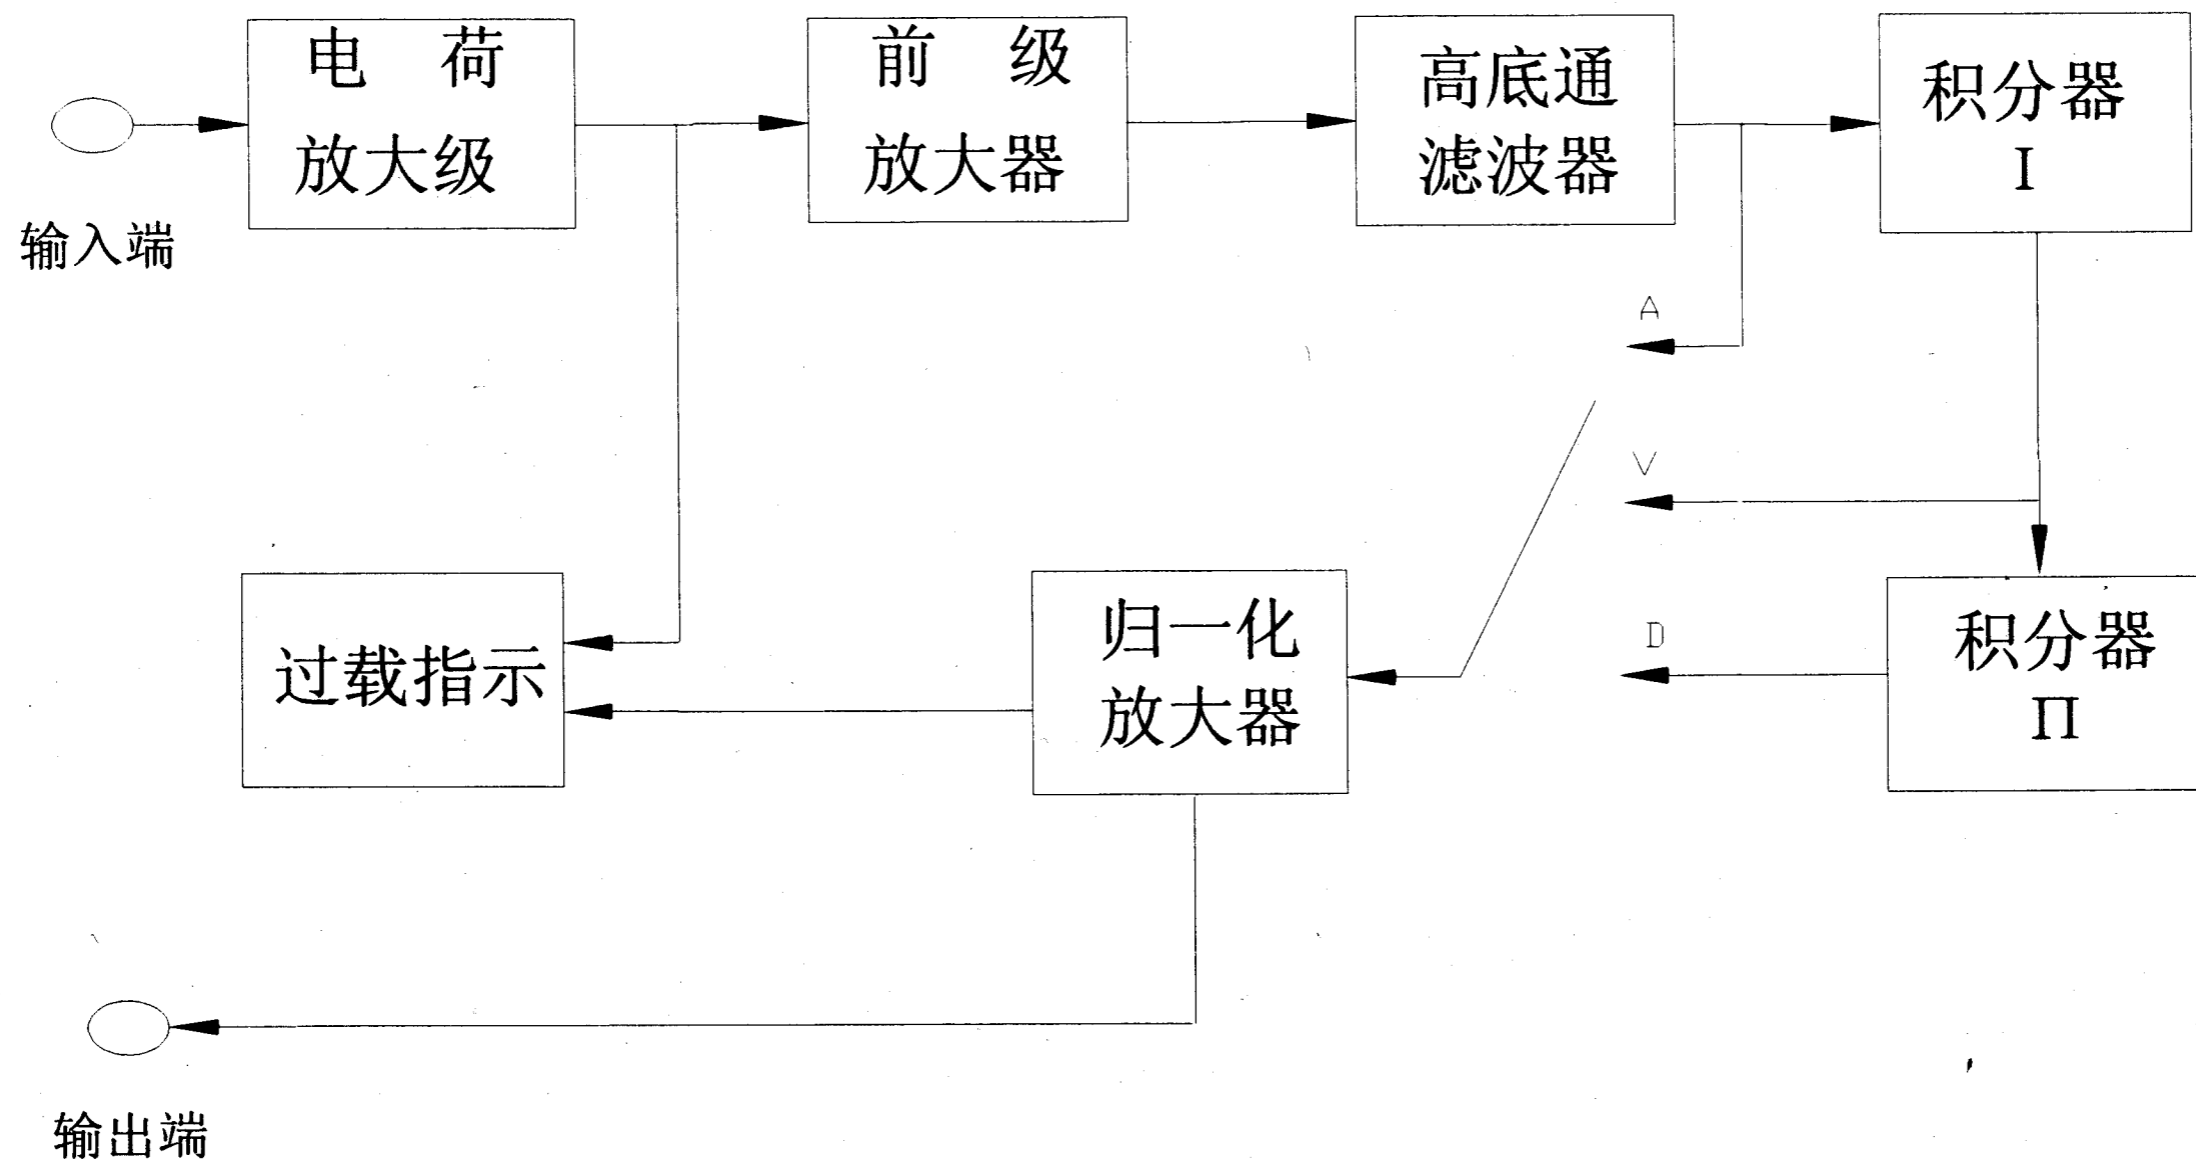 电 荷
放大级
前 级
放大器
高底通
滤波器
积分器
I
输入端
A
V
D
过载指示
归一化
放大器
积分器
Π
输出端